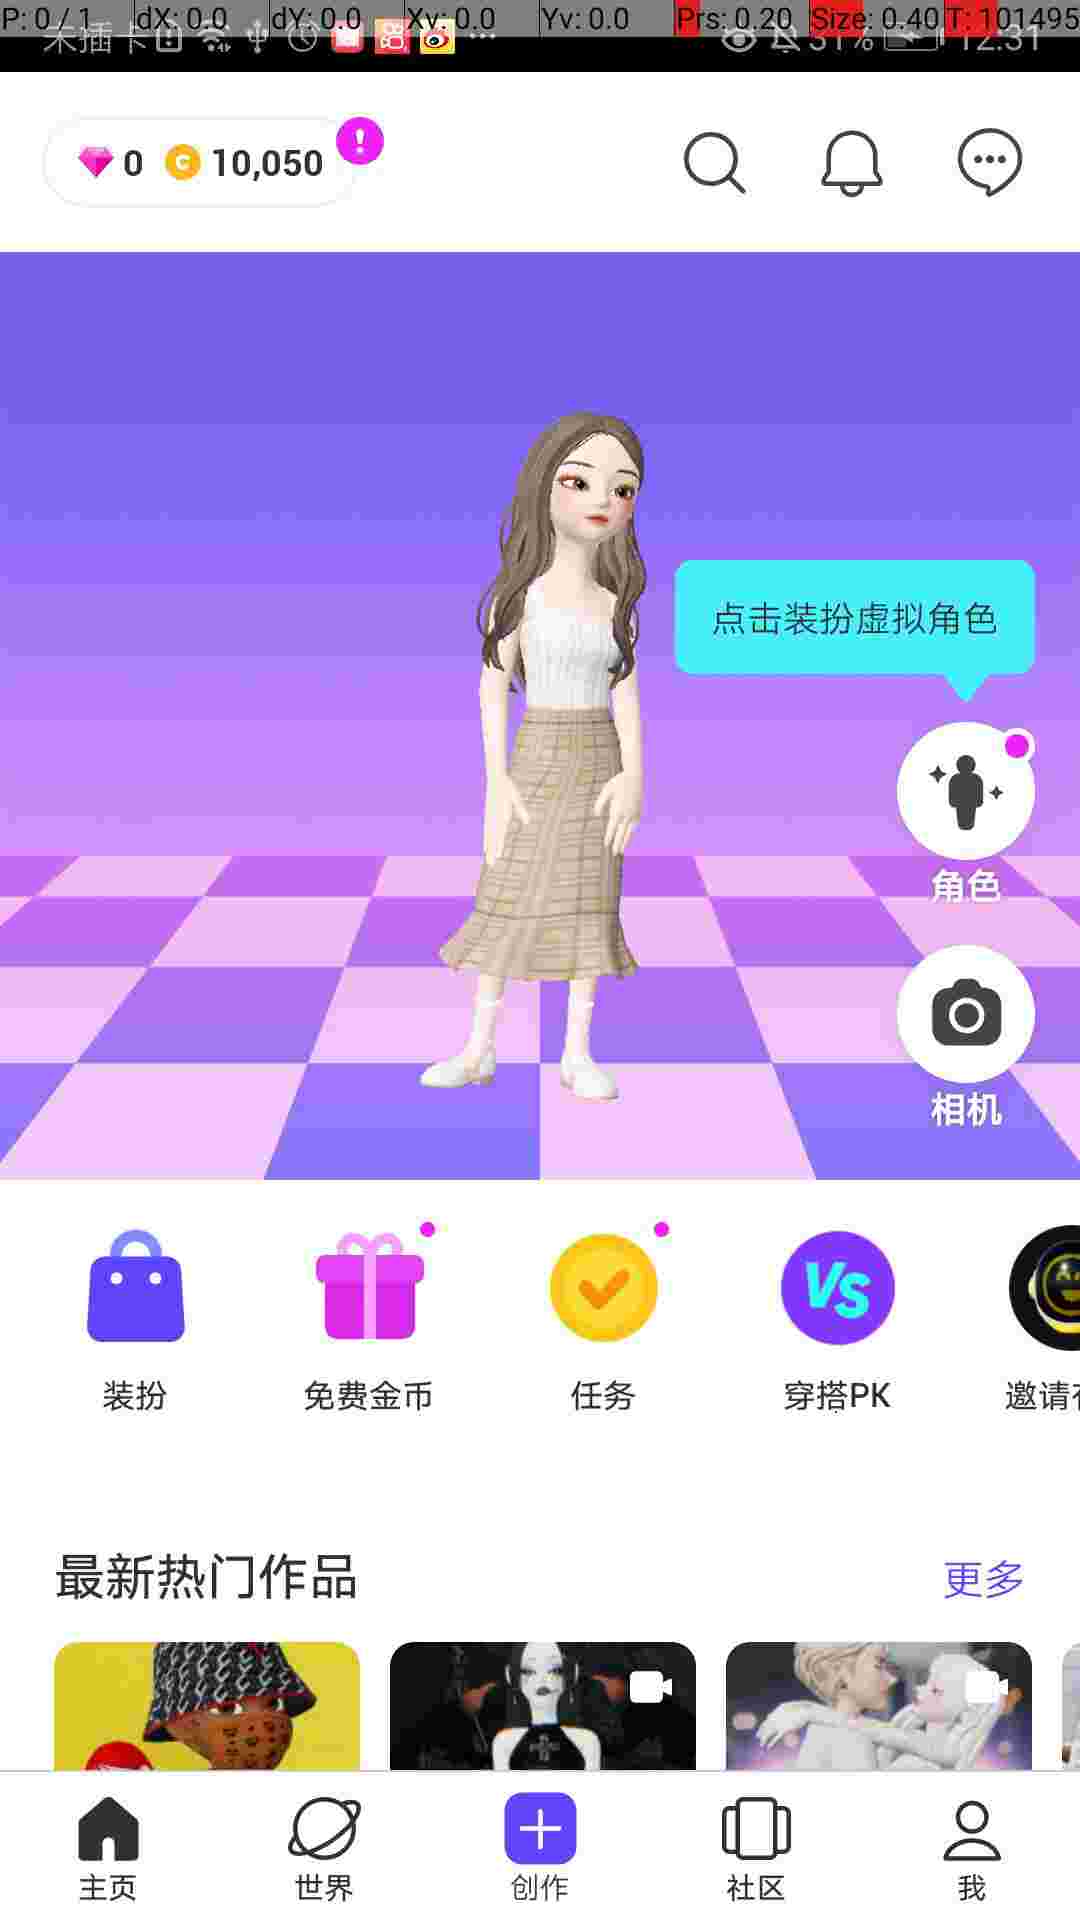 P: 0 / 1 dX: 0.0 dY: 0.0 Xv: 0.0 Yv: 0.0 Prs: 0.20 Size: 0.40 T: 101495
未插卡 31% 12:31
0 C 10,050 !
点击装扮虚拟角色
角色
相机
VS
装扮 免费金币 任务 穿搭PK 邀请
最新热门作品 更多
主页 世界 创作 社区 我